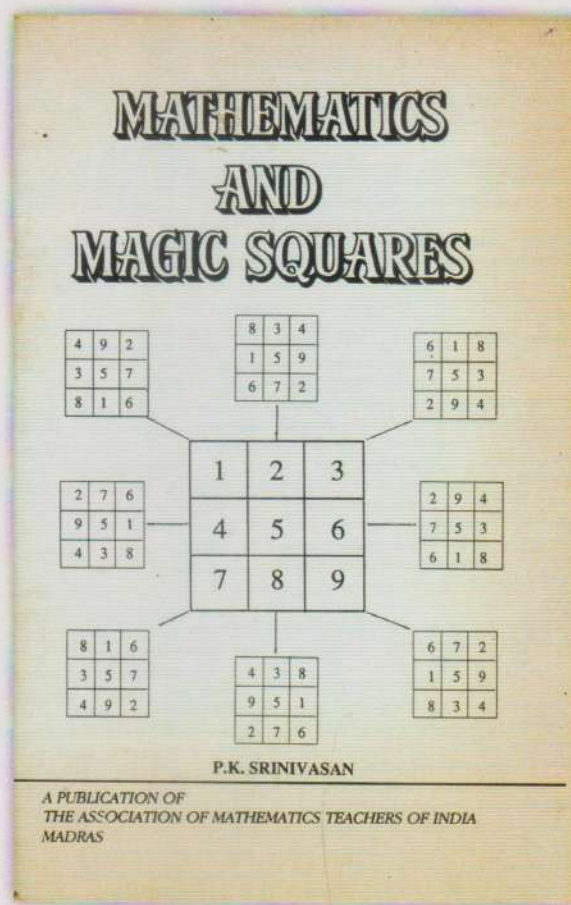 MATHEMATICS
AND
MAGIC SQUARES
8 3 4
1 5 9
6 7 2
4 9 2
3 5 7
8 1 6
6 1 8
7 5 3
2 9 4
1 2 3
4 5 6
7 8 9
2 7 6
9 5 1
4 3 8
2 9 4
7 5 3
6 1 8
8 1 6
3 5 7
4 9 2
4 3 8
9 5 1
2 7 6
6 7 2
1 5 9
8 3 4
P.K. SRINIVASAN
A PUBLICATION OF
THE ASSOCIATION OF MATHEMATICS TEACHERS OF INDIA
MADRAS